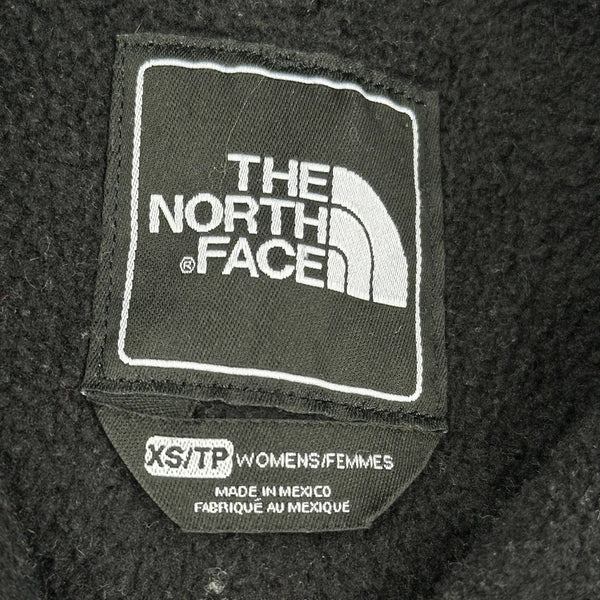 THE
NORTH
®FACE
XS/TP WOMENS/FEMMES
MADE IN MEXICO
FABRIQUÉ AU MEXIQUE